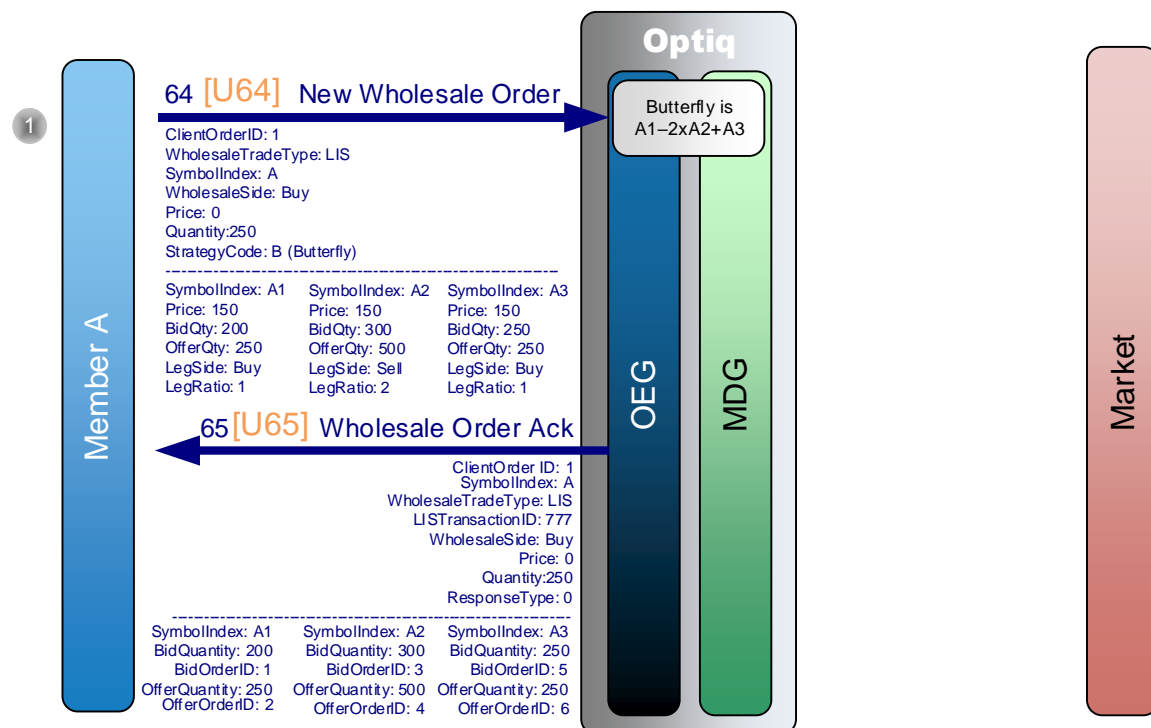 Optiq
64 [U64] New Wholesale Order
Butterfly is
A1–2xA2+A3
1
ClientOrderID: 1
WholesaleTradeType: LIS
SymbolIndex: A
WholesaleSide: Buy
Price: 0
Quantity:250
StrategyCode: B (Butterfly)
SymbolIndex: A1 SymbolIndex: A2 SymbolIndex: A3
Price: 150 Price: 150 Price: 150
BidQty: 200 BidQty: 300 BidQty: 250
OfferQty: 250 OfferQty: 500 OfferQty: 250
LegSide: Buy LegSide: Sell LegSide: Buy
LegRatio: 1 LegRatio: 2 LegRatio: 1
Member A
OEG
MDG
Market
65 [U65] Wholesale Order Ack
ClientOrder ID: 1
SymbolIndex: A
WholesaleTradeType: LIS
LISTransactionID: 777
WholesaleSide: Buy
Price: 0
Quantity:250
ResponseType: 0
SymbolIndex: A1 SymbolIndex: A2 SymbolIndex: A3
BidQuantity: 200 BidQuantity: 300 BidQuantity: 250
BidOrderID: 1 BidOrderID: 3 BidOrderID: 5
OfferQuantity: 250 OfferQuantity: 500 OfferQuantity: 250
OfferOrderID: 2 OfferOrderID: 4 OfferOrderID: 6